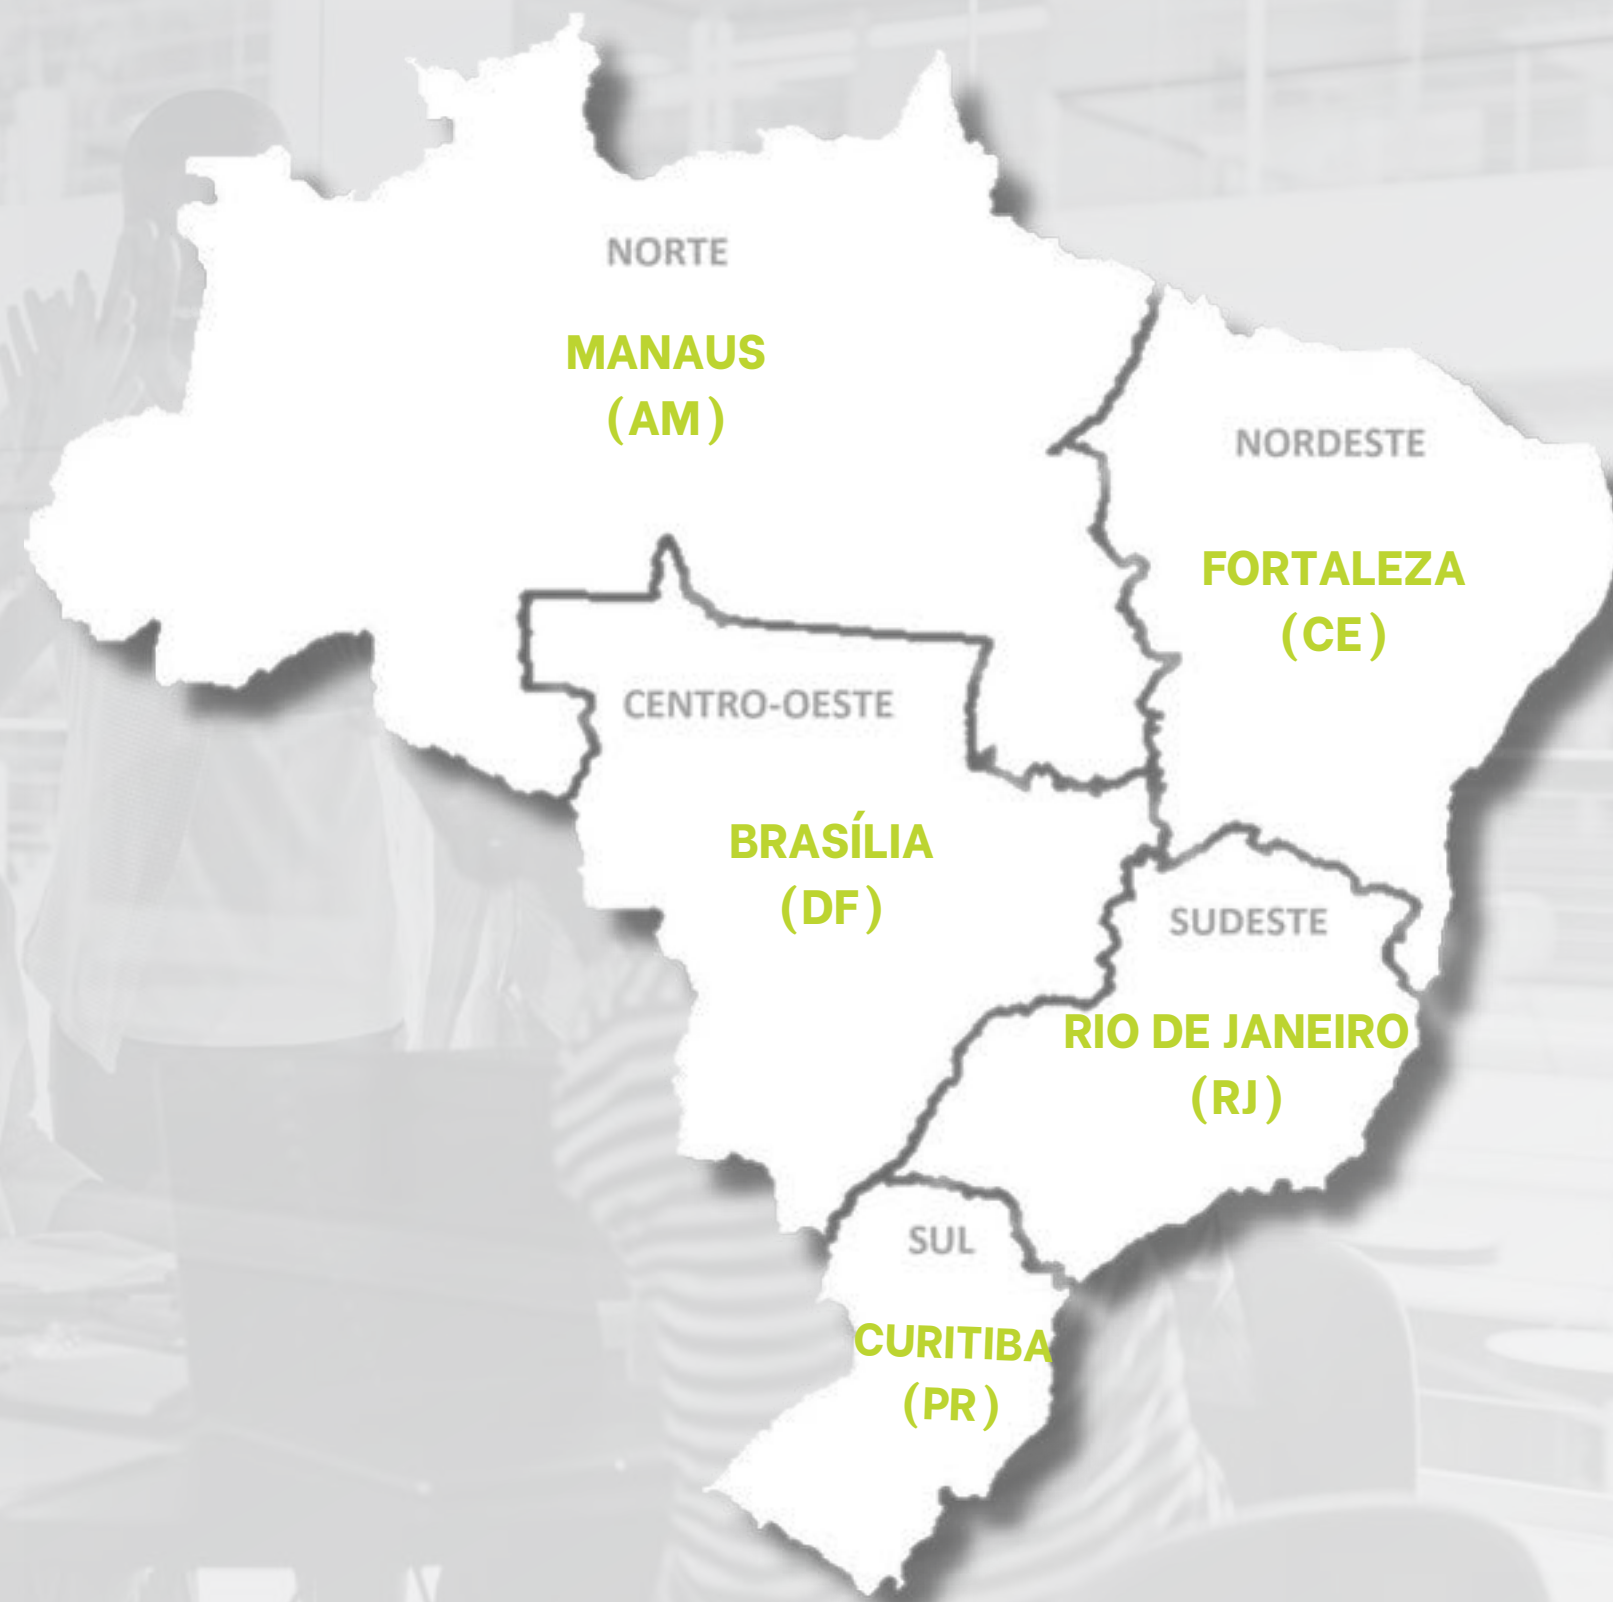 NORTE
MANAUS
(AM)
NORDESTE
FORTALEZA
(CE)
CENTRO-OESTE
BRASÍLIA
(DF)
SUDESTE
RIO DE JANEIRO
(RJ)
SUL
CURITIBA
(PR)